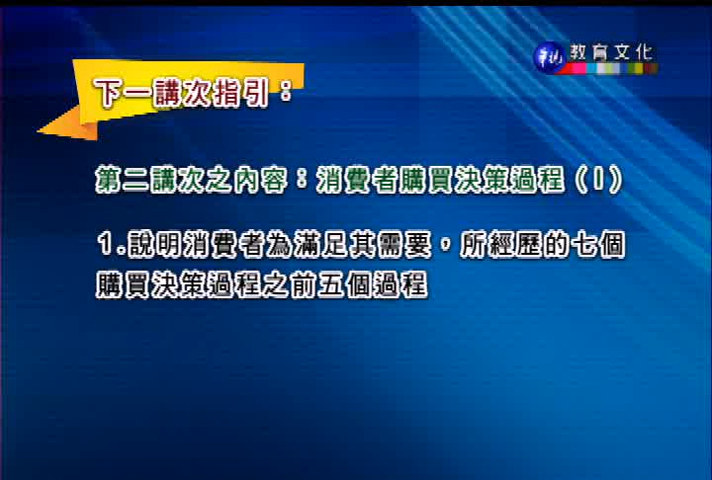 華視 教育文化
下一講次指引：
第二講次之內容：消費者購買決策過程（I）
1.說明消費者為滿足其需要，所經歷的七個
購買決策過程之前五個過程